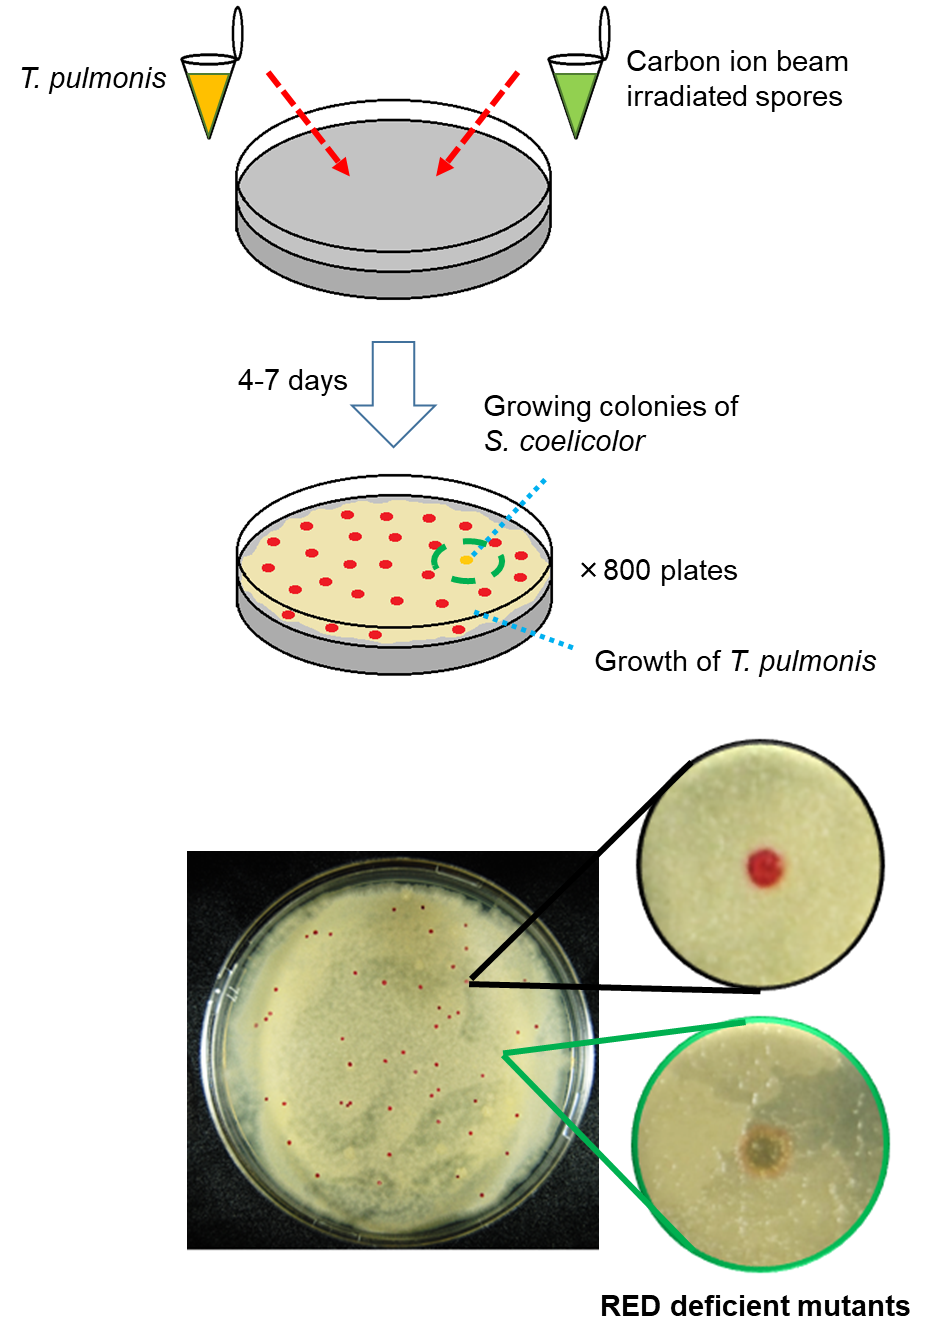 T. pulmonis
Carbon ion beam
irradiated spores
4-7 days
Growing colonies of
S. coelicolor
×800 plates
Growth of T. pulmonis
RED deficient mutants